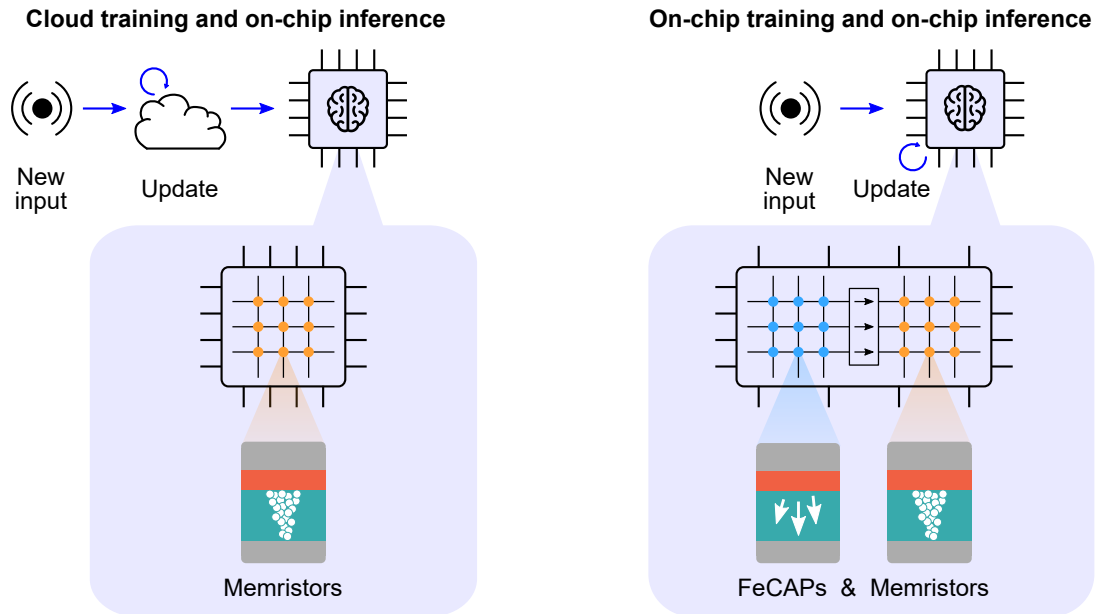 Cloud training and on-chip inference
New
input
Update
Memristors
On-chip training and on-chip inference
New
input
Update
FeCAPs & Memristors